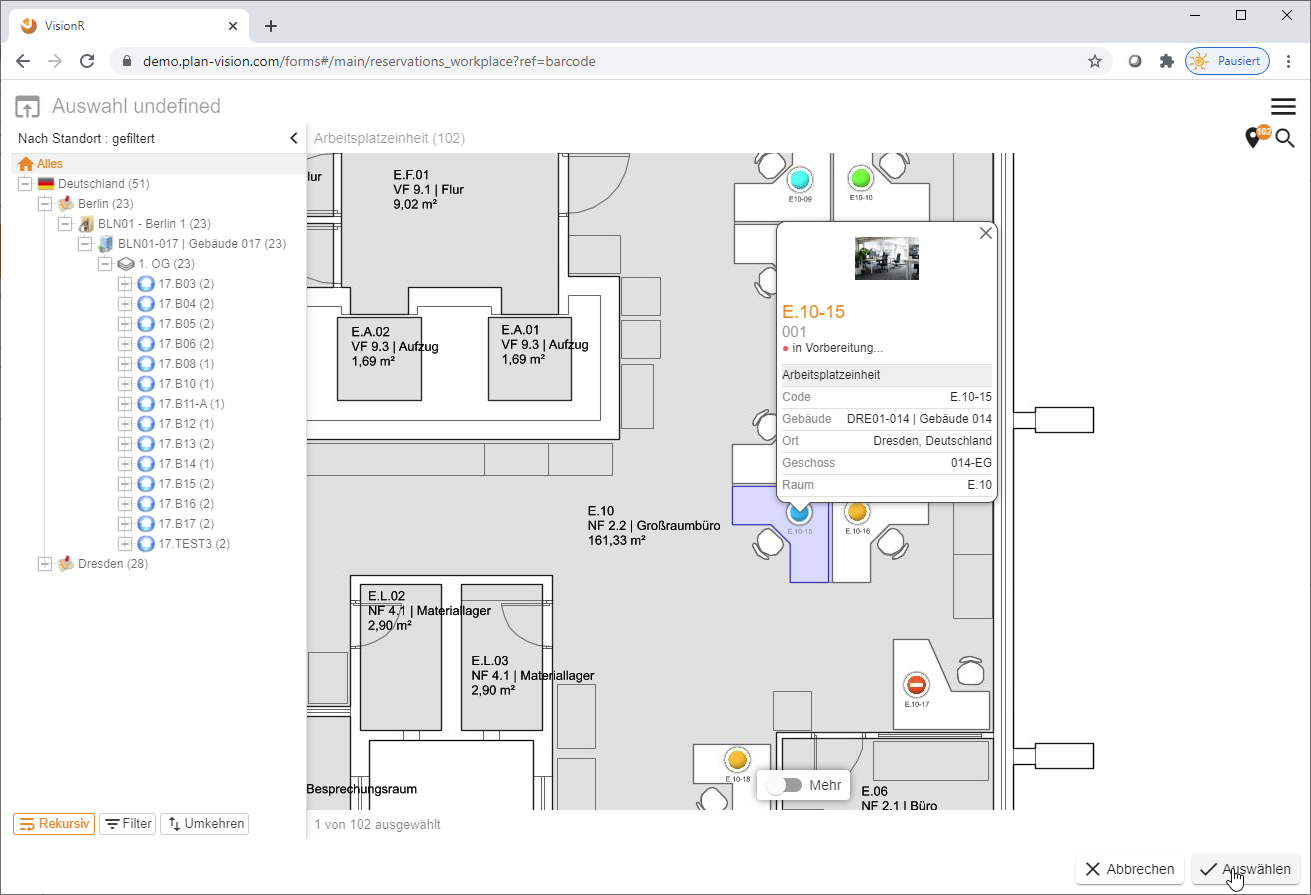 VisionR
demo.plan-vision.com/forms#/main/reservations_workplace?ref=barcode
Pausiert
Auswahl undefined
Nach Standort : gefiltert
Alles
Deutschland (51)
Berlin (23)
BLN01 - Berlin 1 (23)
BLN01-017 | Gebäude 017 (23)
1. OG (23)
17.B03 (2)
17.B04 (2)
17.B05 (2)
17.B06 (2)
17.B08 (1)
17.B10 (1)
17.B11-A (1)
17.B12 (1)
17.B13 (2)
17.B14 (1)
17.B15 (2)
17.B16 (2)
17.B17 (2)
17.TEST3 (2)
Dresden (28)
Rekursiv
Filter
Umkehren
Arbeitsplatzeinheit (102)
102
lur
E.F.01
VF 9.1 | Flur
9,02 m²
E10-09
E10-10
E.A.02
VF 9.3 | Aufzug
1,69 m²
E.A.01
VF 9.3 | Aufzug
1,69 m²
E.10-15
001
in Vorbereitung...
Arbeitsplatzeinheit
Code E.10-15
Gebäude DRE01-014 | Gebäude 014
Ort Dresden, Deutschland
Geschoss 014-EG
Raum E.10
E.10
NF 2.2 | Großraumbüro
161,33 m²
E.10-15
E.10-16
E.L.02
NF 4.1 | Materiallager
2,90 m²
E.L.03
NF 4.1 | Materiallager
2,90 m²
E.10-17
E.10-18
Mehr
Besprechungsraum
E.06
NF 2.1 | Büro
1 von 102 ausgewählt
Abbrechen
Auswählen